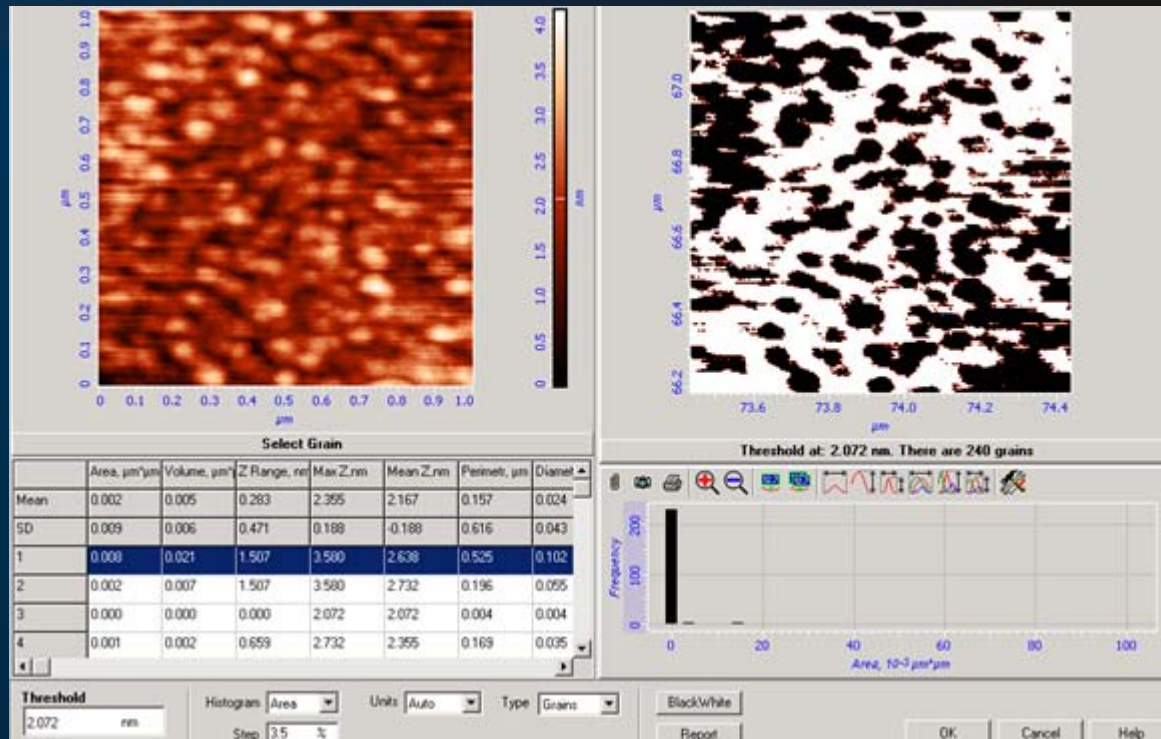 1.0
0.9
0.8
0.7
0.6
0.5
0.4
0.3
0.2
0.1
0
µm
0 0.1 0.2 0.3 0.4 0.5 0.6 0.7 0.8 0.9 1.0
µm
4.0
3.5
3.0
2.5
2.0
1.5
1.0
0.5
0
nm
67.0
66.8
66.6
66.4
66.2
µm
73.6 73.8 74.0 74.2 74.4
µm
Select Grain
Area, µm*µm Volume, µm* Z Range, nm Max Z,nm Mean Z,nm Perimetr, µm Diamet
Mean 0.002 0.005 0.283 2.355 2.167 0.157 0.024
SD 0.009 0.006 0.471 0.188 -0.188 0.616 0.043
1 0.008 0.021 1.507 3.580 2.638 0.525 0.102
2 0.002 0.007 1.507 3.580 2.732 0.196 0.055
3 0.000 0.000 0.000 2.072 2.072 0.004 0.004
4 0.001 0.002 0.659 2.732 2.355 0.169 0.035
Threshold at: 2.072 nm. There are 240 grains
Frequency
200
100
0
0 20 40 60 80 100
Area, 10⁻³ µm*µm
Threshold
2.072 nm
Histogram Area
Step 3.5 %
Units Auto
Type Grains
BlackWhite
Report
OK Cancel Help